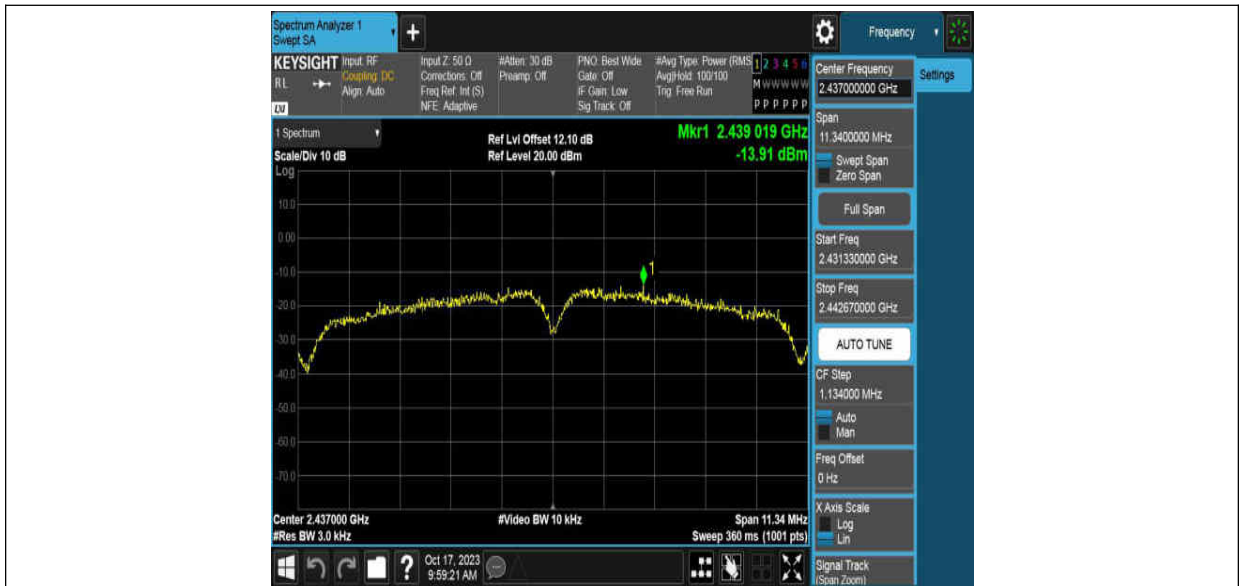 Spectrum Analyzer 1
Swept SA
+
Frequency
KEYSIGHT
RL
LXI
Input: RF
Coupling: DC
Align: Auto
Input Z: 50 Ω
Corrections: Off
Freq Ref: Int (S)
NFE: Adaptive
#Atten: 30 dB
Preamp: Off
PNO: Best Wide
Gate: Off
IF Gain: Low
Sig Track: Off
#Avg Type: Power (RMS
Avg|Hold: 100/100
Trig: Free Run
1 2 3 4 5 6
M W W W W W
P P P P P P
1 Spectrum
Scale/Div 10 dB
Log
Ref Lvl Offset 12.10 dB
Ref Level 20.00 dBm
Mkr1 2.439 019 GHz
-13.91 dBm
10.0
0.00
-10.0
-20.0
-30.0
-40.0
-50.0
-60.0
-70.0
1
Center 2.437000 GHz
#Res BW 3.0 kHz
#Video BW 10 kHz
Span 11.34 MHz
Sweep 360 ms (1001 pts)
?
Oct 17, 2023
9:59:21 AM
Center Frequency
2.437000000 GHz
Settings
Span
11.3400000 MHz
Swept Span
Zero Span
Full Span
Start Freq
2.431330000 GHz
Stop Freq
2.442670000 GHz
AUTO TUNE
CF Step
1.134000 MHz
Auto
Man
Freq Offset
0 Hz
X Axis Scale
Log
Lin
Signal Track
(Span Zoom)